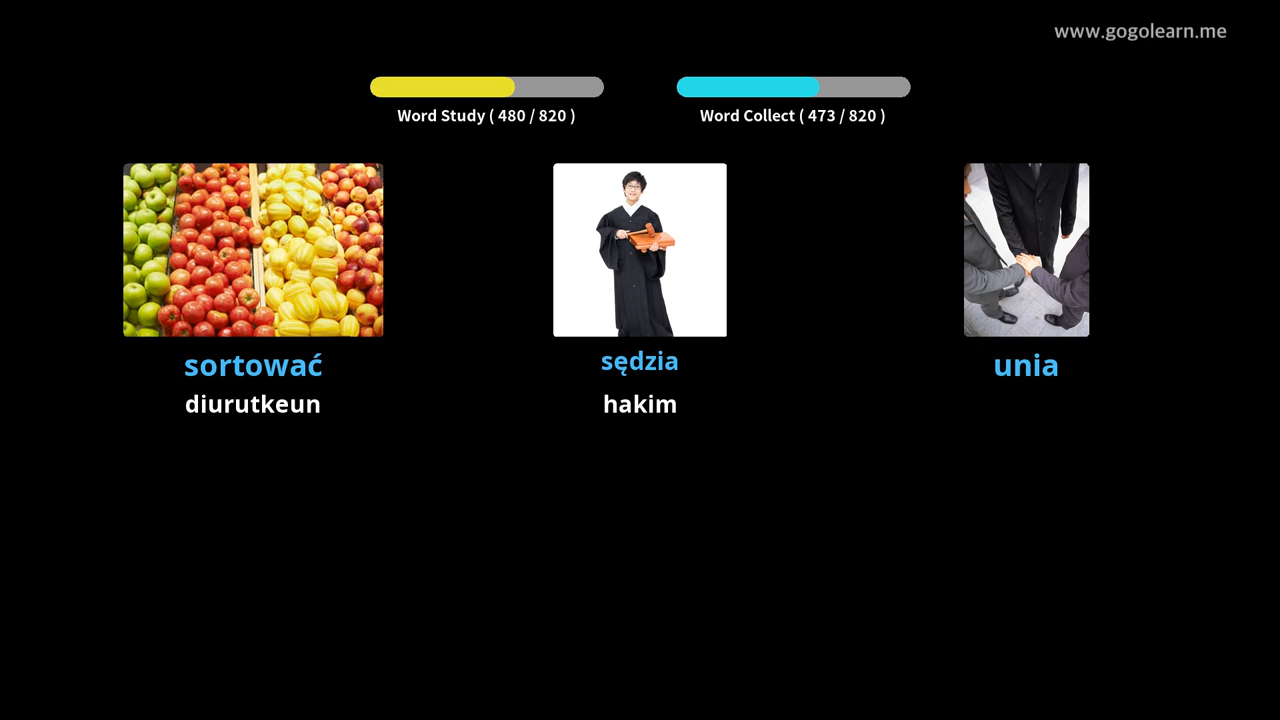 www.gogolearn.me
Word Study ( 480 / 820 )
Word Collect ( 473 / 820 )
sortować
sędzia
unia
diurutkeun
hakim